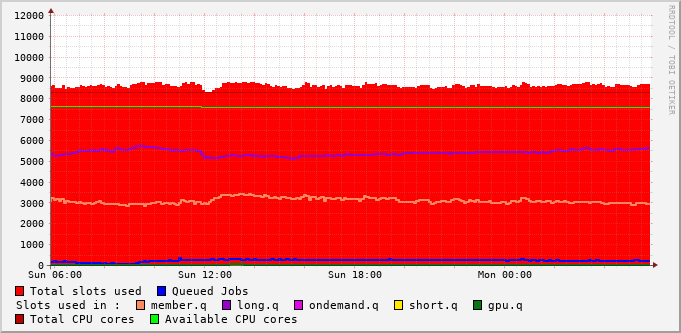 12000
11000
10000
9000
8000
7000
6000
5000
4000
3000
2000
1000
0
Sun 06:00 Sun 12:00 Sun 18:00 Mon 00:00
Total slots used Queued Jobs
Slots used in : member.q long.q ondemand.q short.q gpu.q
Total CPU cores Available CPU cores
RRDTOOL / TOBI OETIKER